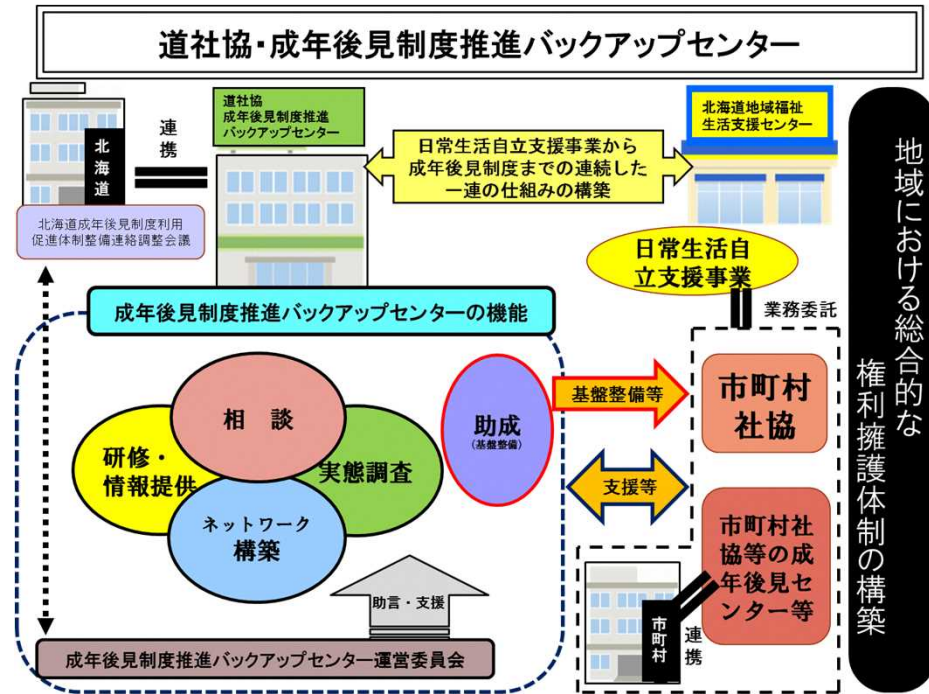 道社協・成年後見制度推進バックアップセンター
北海道
連携
道社協
成年後見制度推進
バックアップセンター
日常生活自立支援事業から
成年後見制度までの連続した
一連の仕組みの構築
北海道地域福祉
生活支援センター
北海道成年後見制度利用
促進体制整備連絡調整会議
日常生活自
立支援事業
業務委託
成年後見制度推進バックアップセンターの機能
相　談
研修・
情報提供
実態調査
ネットワーク
構築
助成
(基盤整備)
基盤整備等
支援等
市町村
社協
市町村社
協等の成
年後見セ
ンター等
市町村
連携
助言・支援
成年後見制度推進バックアップセンター運営委員会
地域における総合的な
権利擁護体制の構築